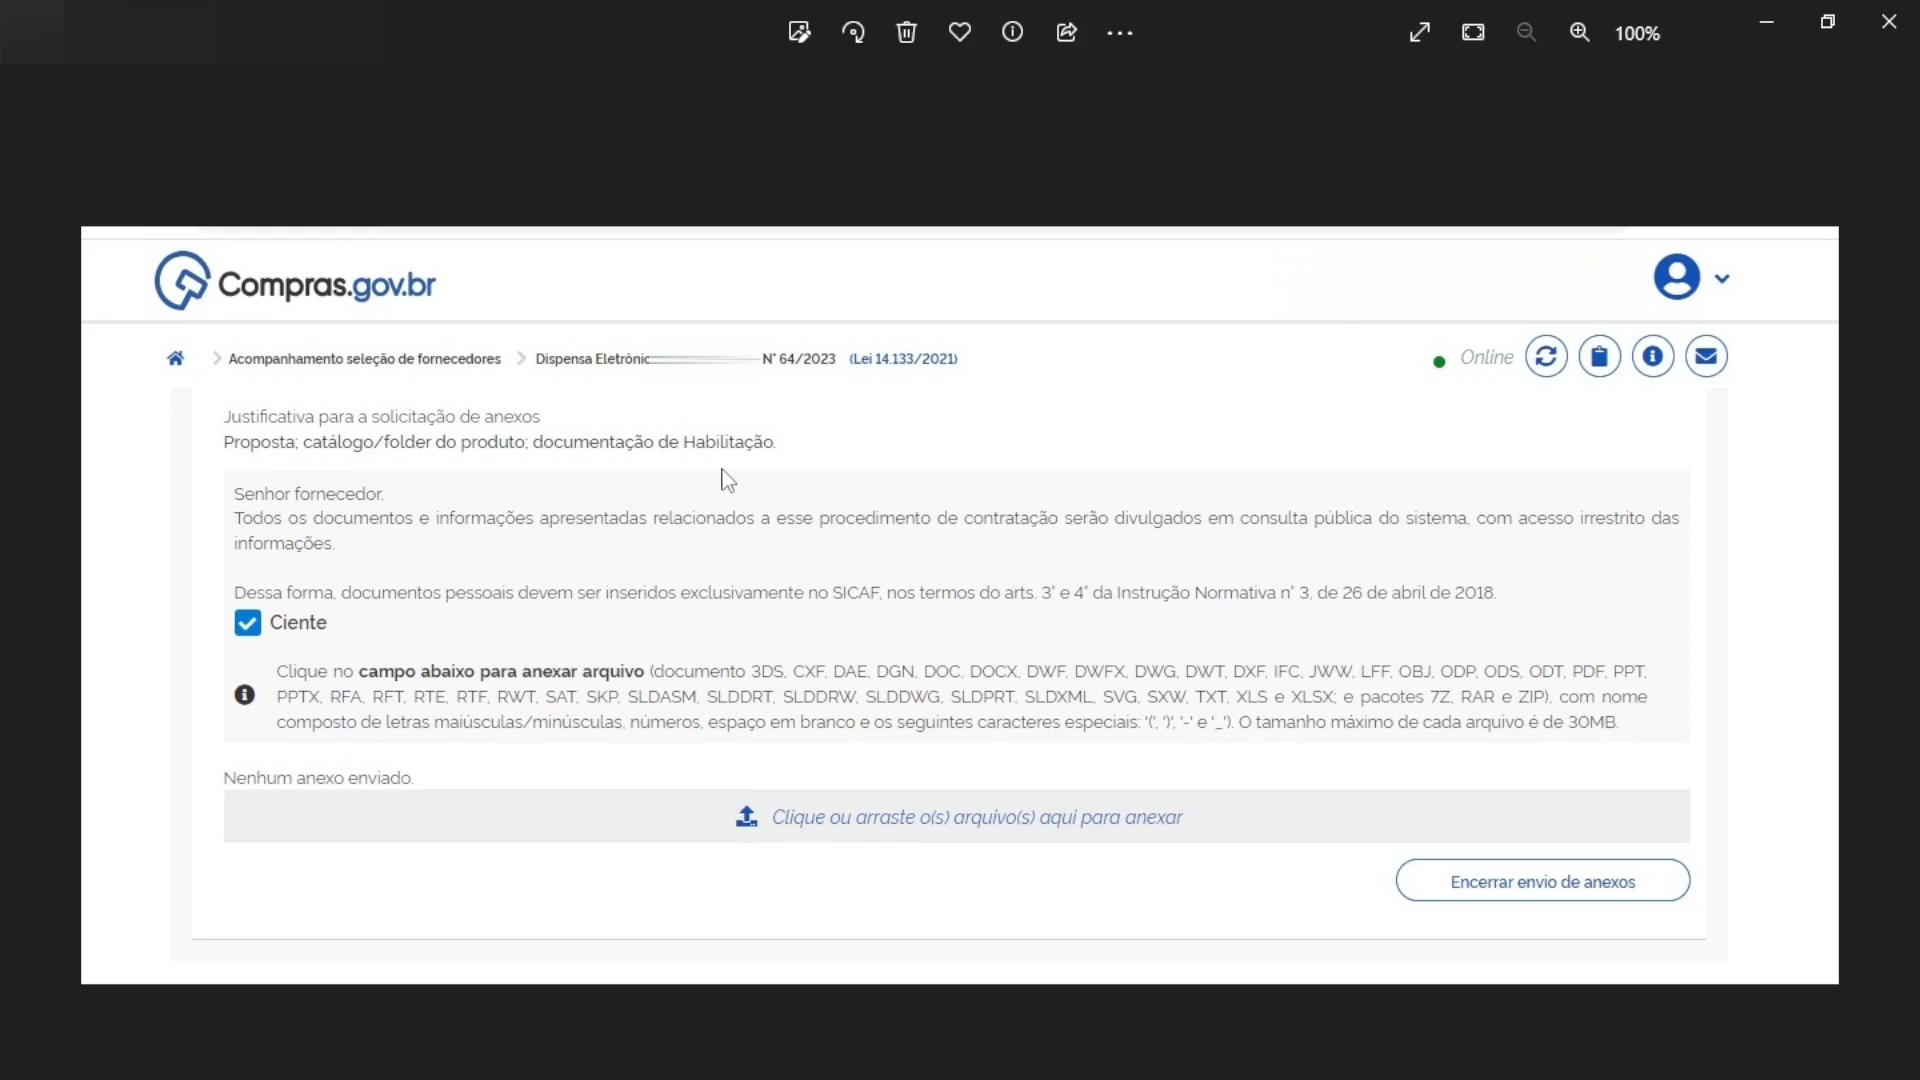 100%
Compras.gov.br
Acompanhamento seleção de fornecedores Dispensa Eletrônic N° 64/2023 (Lei 14.133/2021) Online
Justificativa para a solicitação de anexos
Proposta; catálogo/folder do produto; documentação de Habilitação.
Senhor fornecedor,
Todos os documentos e informações apresentadas relacionados a esse procedimento de contratação serão divulgados em consulta pública do sistema, com acesso irrestrito das
informações.
Dessa forma, documentos pessoais devem ser inseridos exclusivamente no SICAF, nos termos do arts. 3° e 4° da Instrução Normativa n° 3, de 26 de abril de 2018.
Ciente
Clique no campo abaixo para anexar arquivo (documento 3DS, CXF, DAE, DGN, DOC, DOCX, DWF, DWFX, DWG, DWT, DXF, IFC, JWW, LFF, OBJ, ODP, ODS, ODT, PDF, PPT,
PPTX, RFA, RFT, RTE, RTF, RWT, SAT, SKP, SLDASM, SLDDRT, SLDDRW, SLDDWG, SLDPRT, SLDXML, SVG, SXW, TXT, XLS e XLSX; e pacotes 7Z, RAR e ZIP), com nome
composto de letras maiúsculas/minúsculas, números, espaço em branco e os seguintes caracteres especiais: '(', ')', '-' e '_'). O tamanho máximo de cada arquivo é de 30MB.
Nenhum anexo enviado.
Clique ou arraste o(s) arquivo(s) aqui para anexar
Encerrar envio de anexos